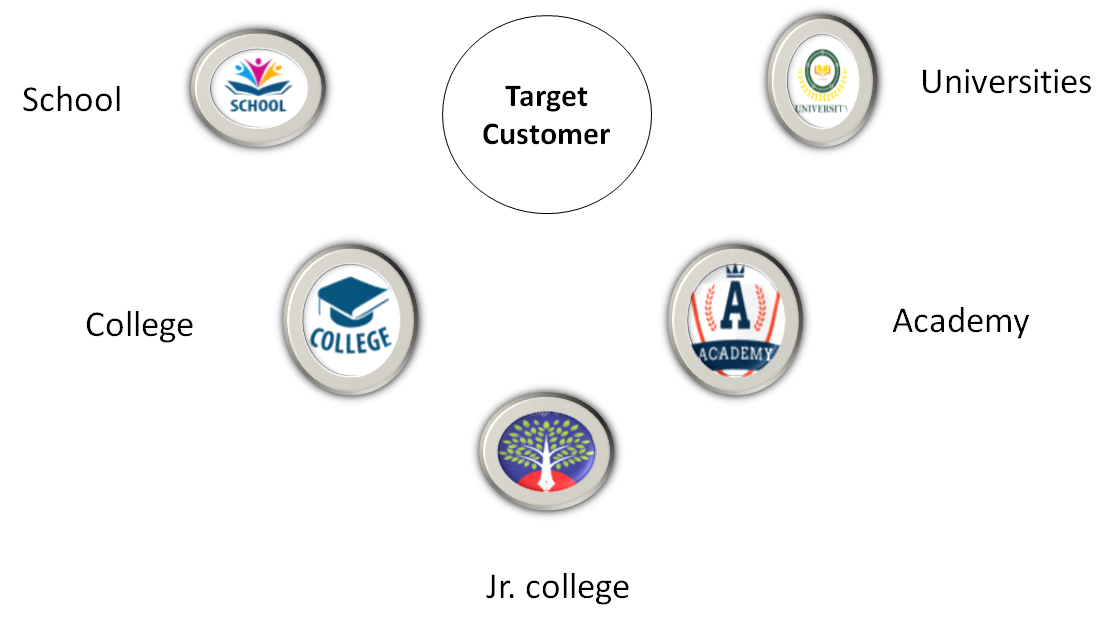 School
SCHOOL
Target
Customer
UNIVERSITY
Universities
College
COLLEGE
A
ACADEMY
Academy
Jr. college